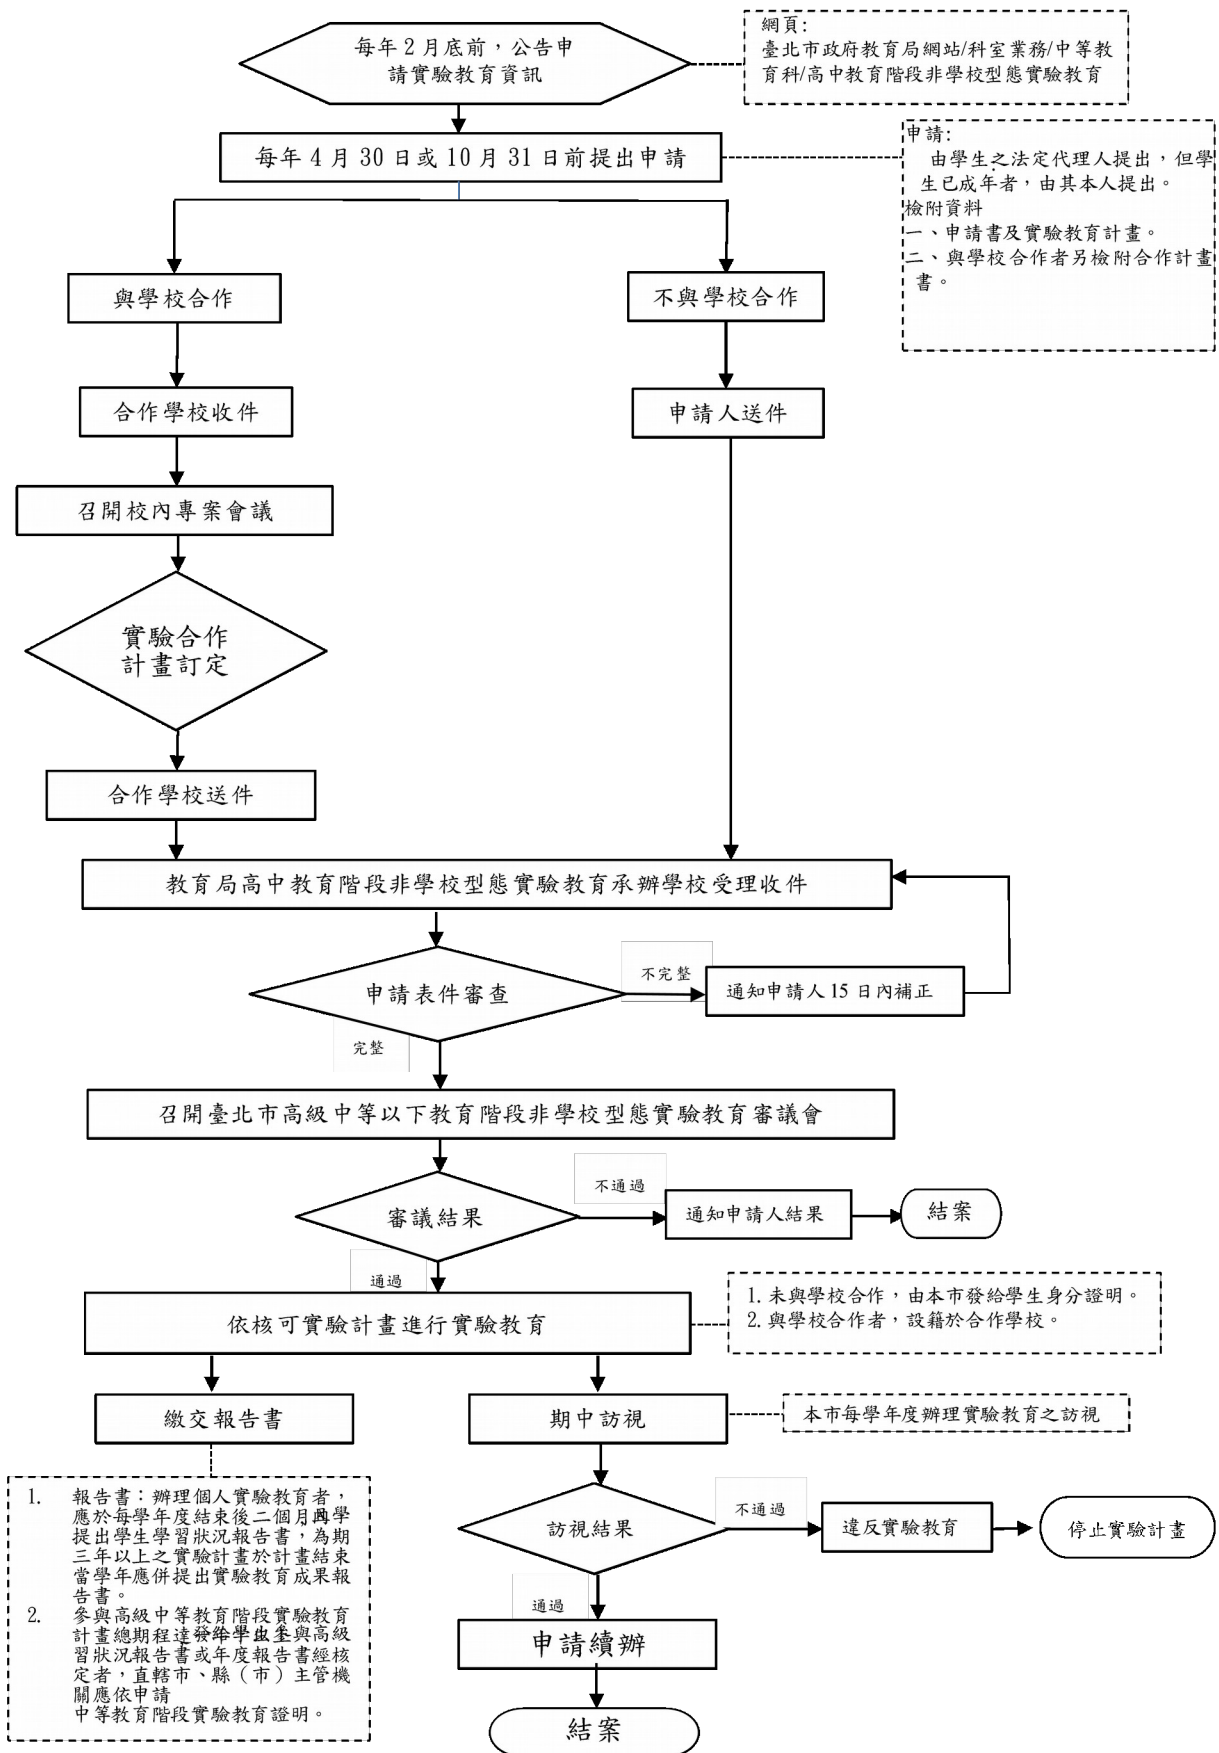 每年 2 月底前，公告申
請實驗教育資訊
網頁:
臺北市政府教育局網站/科室業務/中等教
育科/高中教育階段非學校型態實驗教育
每年 4 月 30 日或 10 月 31 日前提出申請
申請:
由學生之法定代理人提出，但學
生已成年者，由其本人提出。
檢附資料
一、申請書及實驗教育計畫。
二、與學校合作者另檢附合作計畫
書。
與學校合作
不與學校合作
合作學校收件
申請人送件
召開校內專案會議
實驗合作
計畫訂定
合作學校送件
教育局高中教育階段非學校型態實驗教育承辦學校受理收件
申請表件審查
不完整
通知申請人 15 日內補正
完整
召開臺北市高級中等以下教育階段非學校型態實驗教育審議會
審議結果
不通過
通知申請人結果
結案
通過
依核可實驗計畫進行實驗教育
1. 未與學校合作，由本市發給學生身分證明。
2. 與學校合作者，設籍於合作學校。
繳交報告書
期中訪視
本市每學年度辦理實驗教育之訪視
1. 報告書：辦理個人實驗教育者，
應於每學年度結束後二個月
提出學生學習狀況報告書，為期
三年以上之實驗計畫於計畫結束
當學年應併提出實驗教育成果報
告書。
2. 參與高級中等教育階段實驗教育
計畫總期程達
與高級
習狀況報告書或年度報告書經核
定者，直轄市、縣（市）主管機
關應依申請
中等教育階段實驗教育證明。
訪視結果
不通過
違反實驗教育
停止實驗計畫
通過
申請續辦
結案